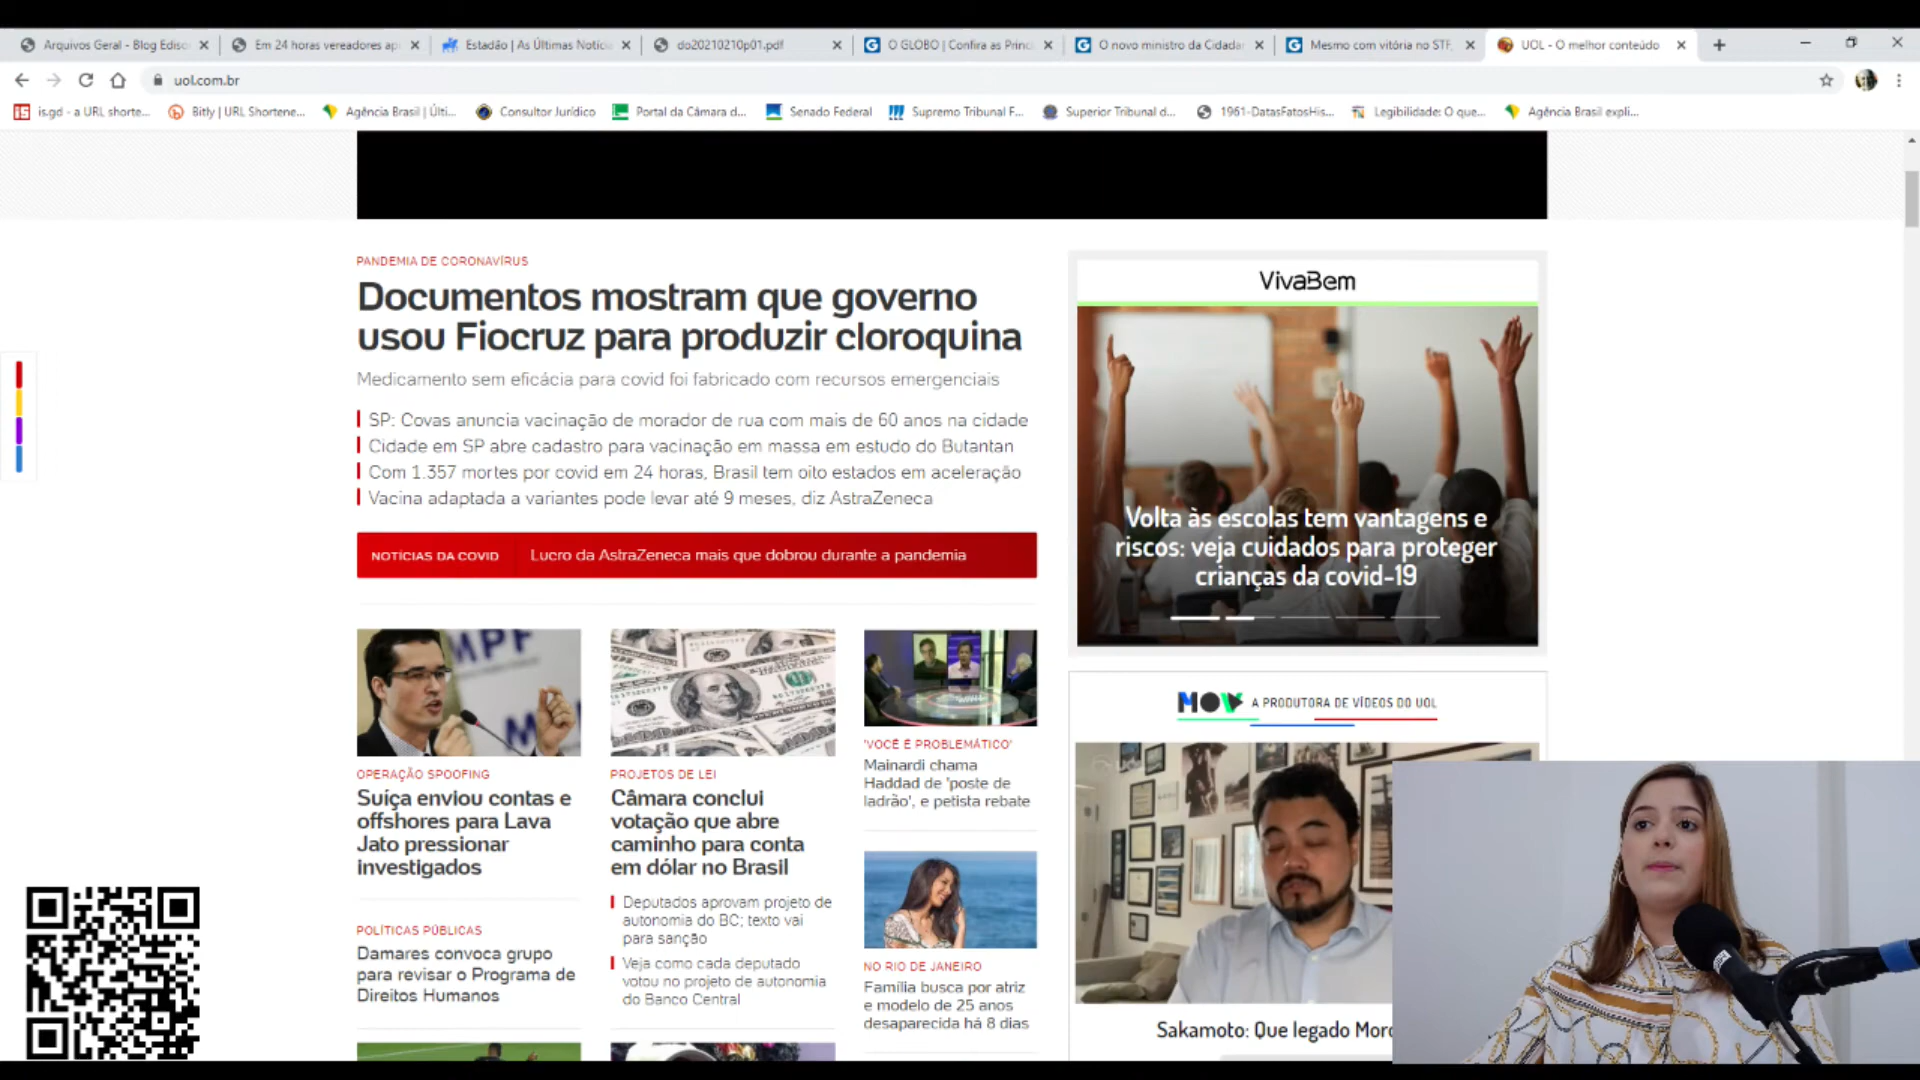 Arquivos Geral - Blog Ediso
Em 24 horas vereadores ap
Estadão | As Últimas Notícia
do20210210p01.pdf
O GLOBO | Confira as Princ
O novo ministro da Cidadan
Mesmo com vitória no STF,
UOL - O melhor conteúdo
uol.com.br
is.gd - a URL shorte...
Bitly | URL Shortene...
Agência Brasil | Últi...
Consultor Jurídico
Portal da Câmara d...
Senado Federal
Supremo Tribunal F...
Superior Tribunal d...
1961-DatasFatosHis...
Legibilidade: O que...
Agência Brasil expli...
PANDEMIA DE CORONAVÍRUS
Documentos mostram que governo
usou Fiocruz para produzir cloroquina
Medicamento sem eficácia para covid foi fabricado com recursos emergenciais
SP: Covas anuncia vacinação de morador de rua com mais de 60 anos na cidade
Cidade em SP abre cadastro para vacinação em massa em estudo do Butantan
Com 1.357 mortes por covid em 24 horas, Brasil tem oito estados em aceleração
Vacina adaptada a variantes pode levar até 9 meses, diz AstraZeneca
NOTÍCIAS DA COVID
Lucro da AstraZeneca mais que dobrou durante a pandemia
VivaBem
Volta às escolas tem vantagens e
riscos: veja cuidados para proteger
crianças da covid-19
MPF
OPERAÇÃO SPOOFING
Suíça enviou contas e
offshores para Lava
Jato pressionar
investigados
POLÍTICAS PÚBLICAS
Damares convoca grupo
para revisar o Programa de
Direitos Humanos
PROJETOS DE LEI
Câmara conclui
votação que abre
caminho para conta
em dólar no Brasil
Deputados aprovam projeto de
autonomia do BC; texto vai
para sanção
Veja como cada deputado
votou no projeto de autonomia
do Banco Central
'VOCÊ É PROBLEMÁTICO'
Mainardi chama
Haddad de 'poste de
ladrão', e petista rebate
NO RIO DE JANEIRO
Família busca por atriz
e modelo de 25 anos
desaparecida há 8 dias
MOV A PRODUTORA DE VÍDEOS DO UOL
Sakamoto: Que legado Moro